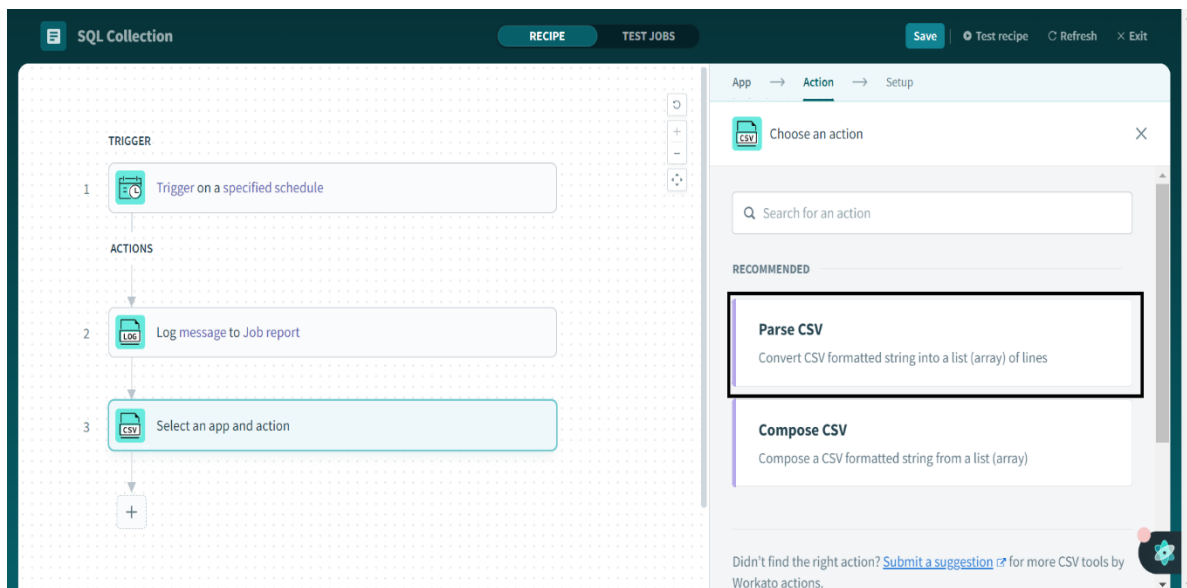 SQL Collection
RECIPE
TEST JOBS
Save
Test recipe
Refresh
Exit
App → Action → Setup
CSV
Choose an action
TRIGGER
1
Trigger on a specified schedule
Search for an action
ACTIONS
RECOMMENDED
2
LOG
Log message to Job report
Parse CSV
Convert CSV formatted string into a list (array) of lines
3
CSV
Select an app and action
Compose CSV
Compose a CSV formatted string from a list (array)
Didn't find the right action? Submit a suggestion for more CSV tools by
Workato actions.